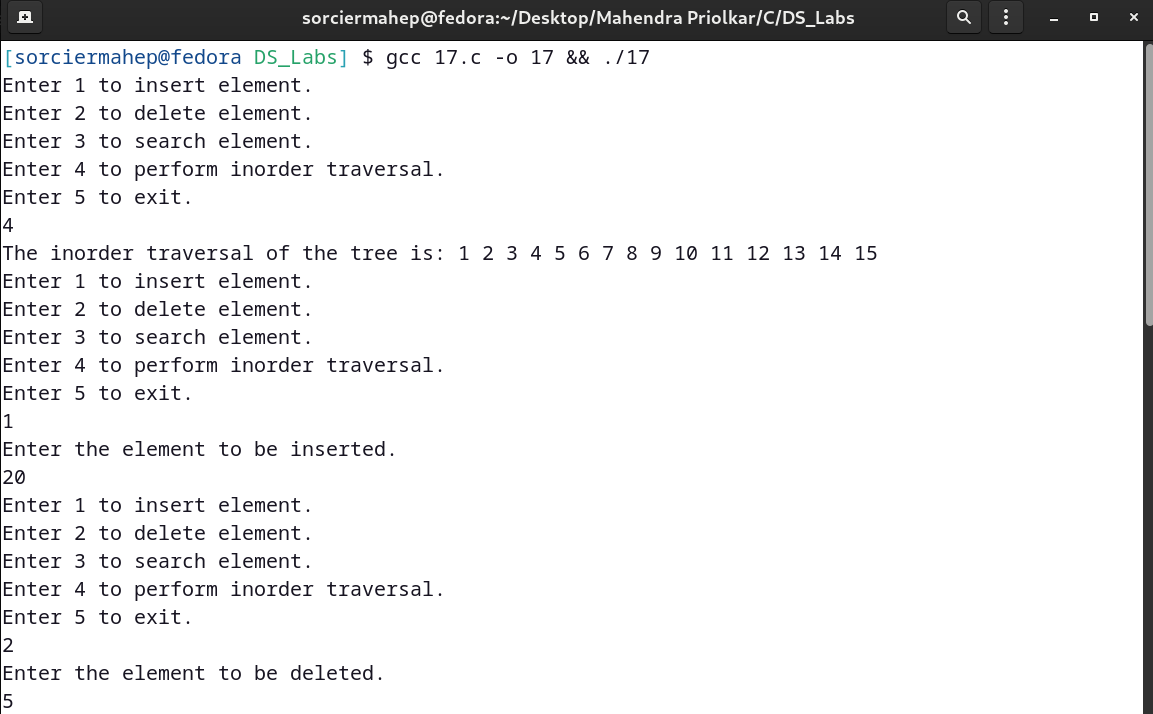 sorciermahep@fedora:~/Desktop/Mahendra Priolkar/C/DS_Labs
[sorciermahep@fedora DS_Labs] $ gcc 17.c -o 17 && ./17
Enter 1 to insert element.
Enter 2 to delete element.
Enter 3 to search element.
Enter 4 to perform inorder traversal.
Enter 5 to exit.
4
The inorder traversal of the tree is: 1 2 3 4 5 6 7 8 9 10 11 12 13 14 15
Enter 1 to insert element.
Enter 2 to delete element.
Enter 3 to search element.
Enter 4 to perform inorder traversal.
Enter 5 to exit.
1
Enter the element to be inserted.
20
Enter 1 to insert element.
Enter 2 to delete element.
Enter 3 to search element.
Enter 4 to perform inorder traversal.
Enter 5 to exit.
2
Enter the element to be deleted.
5